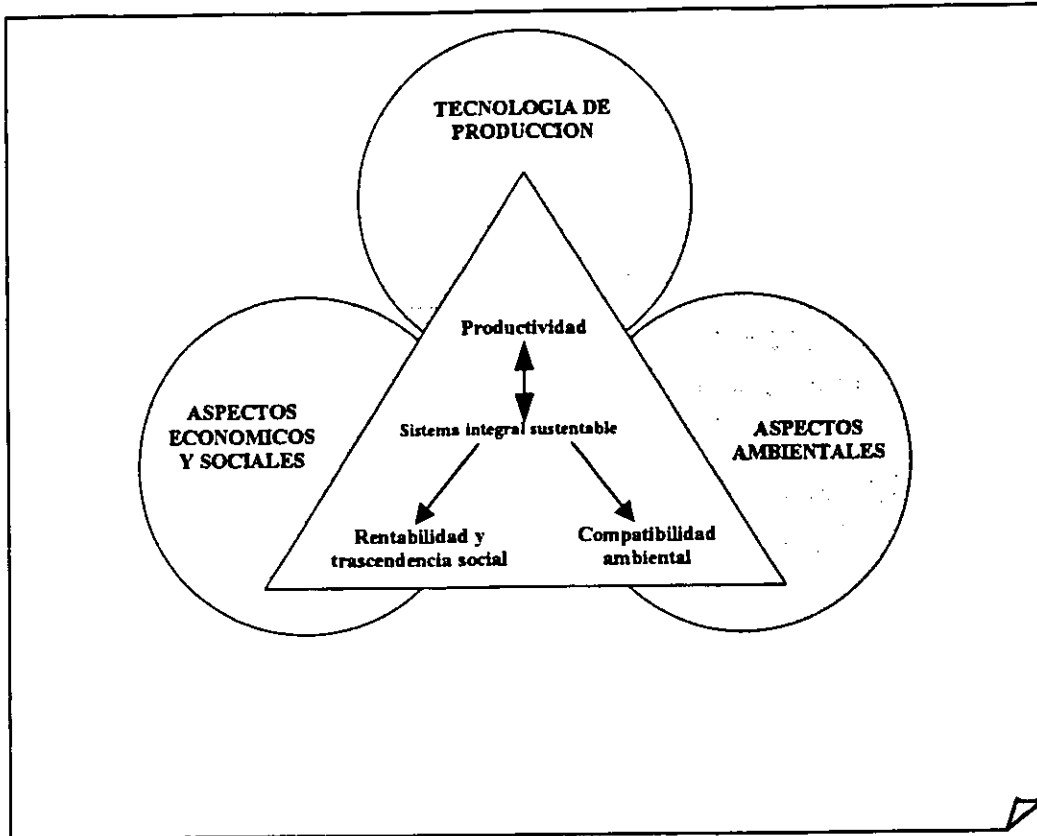 TECNOLOGIA DE
PRODUCCION
Productividad
ASPECTOS
ECONOMICOS
Y SOCIALES
Sistema integral sustentable
ASPECTOS
AMBIENTALES
Rentabilidad y
trascendencia social
Compatibilidad
ambiental